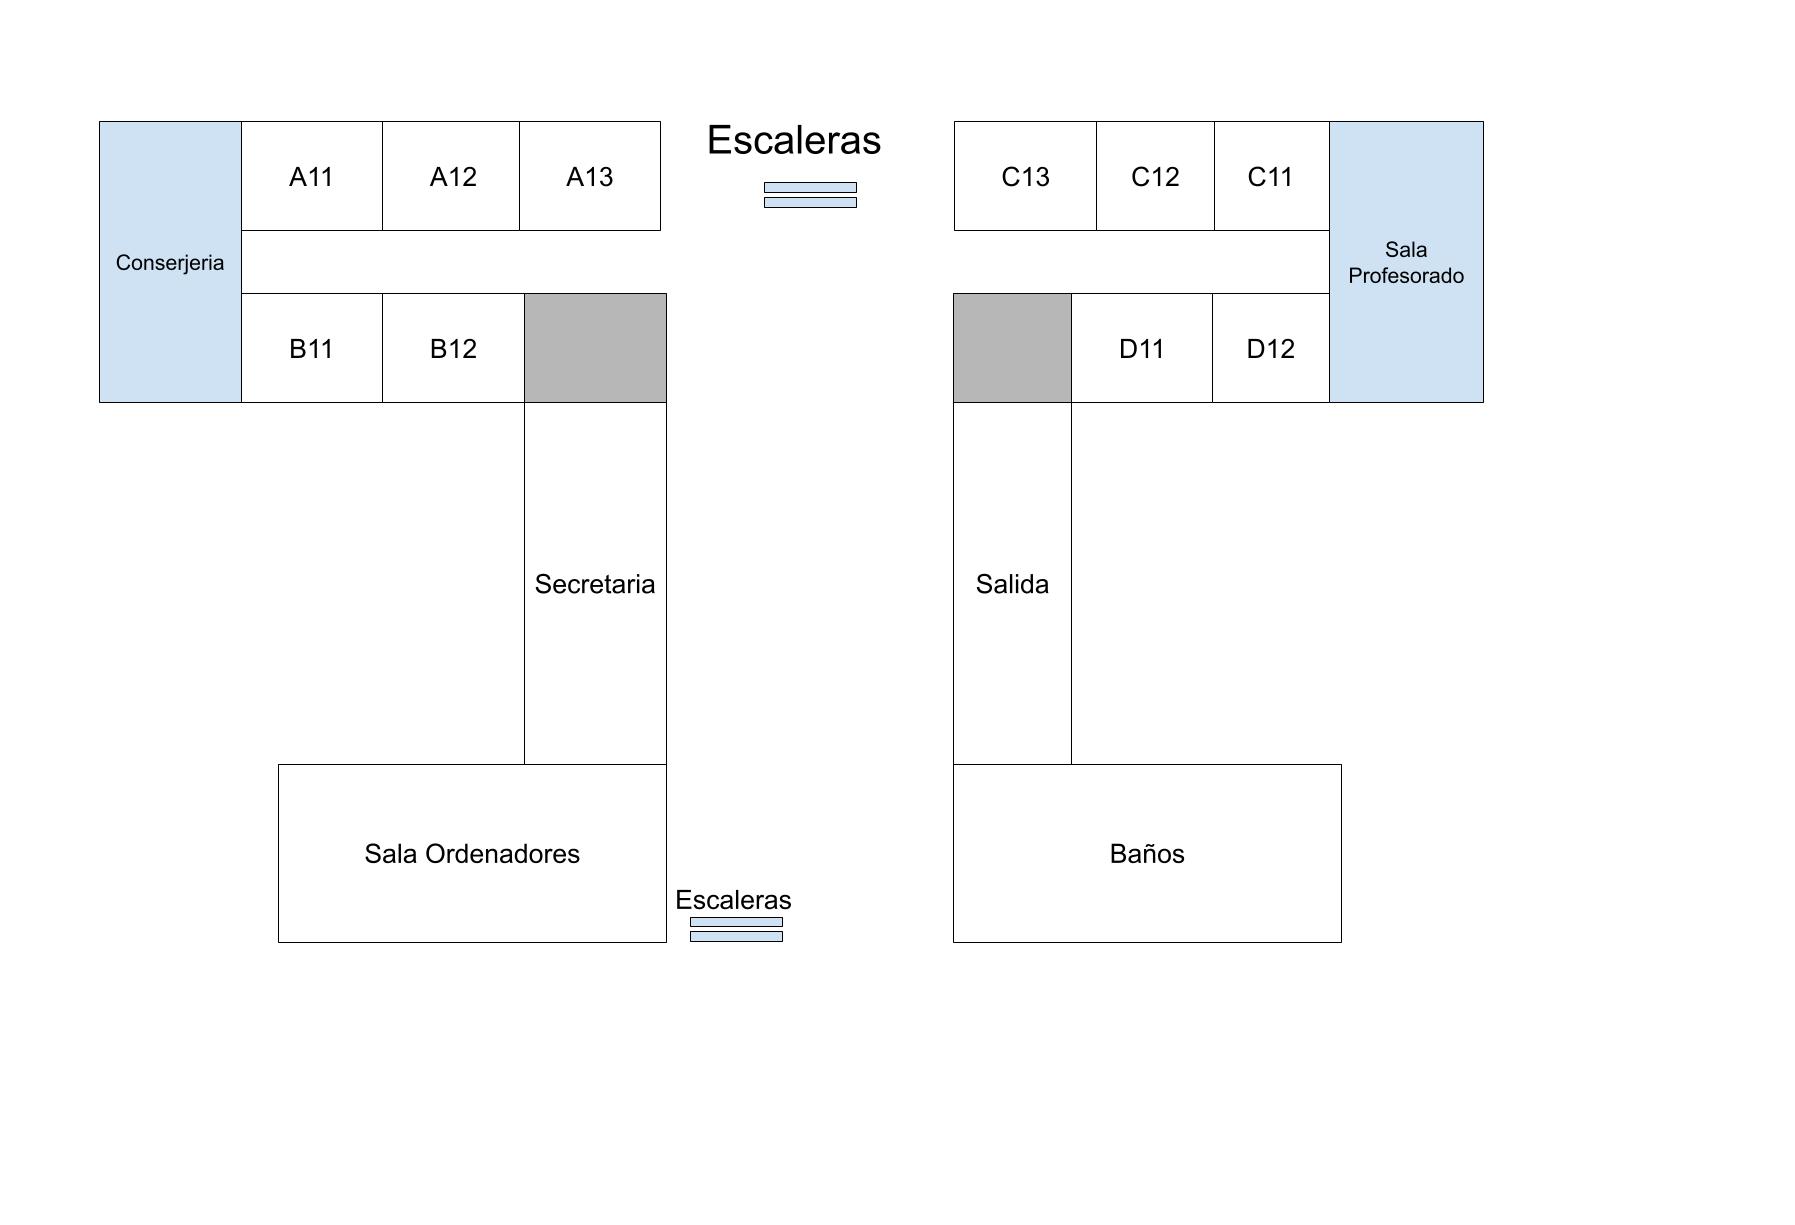 Escaleras
A11
A12
A13
C13
C12
C11
Conserjeria
Sala
Profesorado
B11
B12
D11
D12
Secretaria
Salida
Sala Ordenadores
Baños
Escaleras